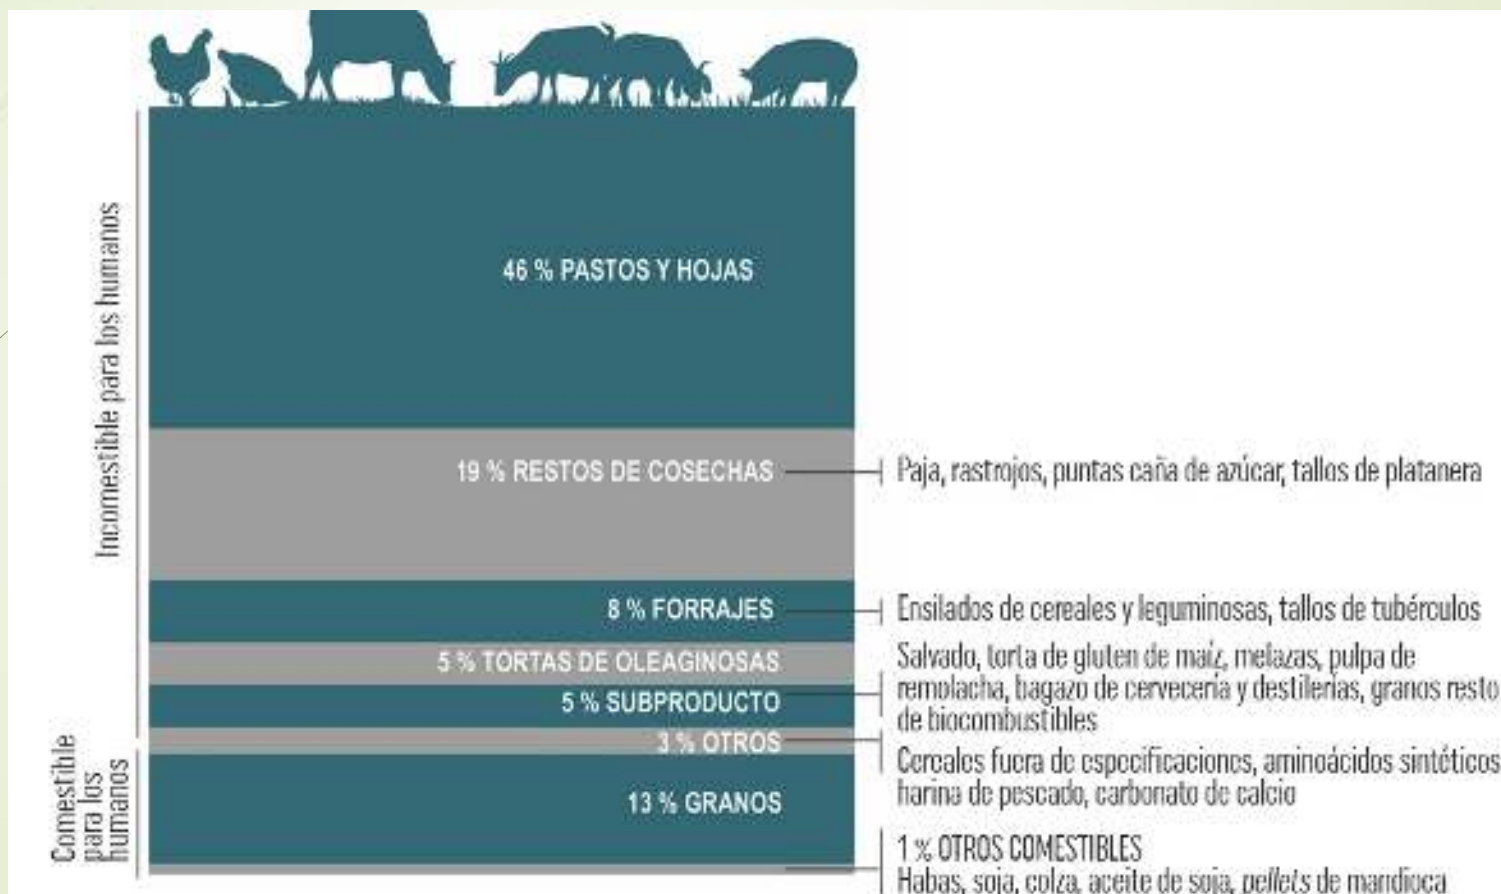 Incomestible para los humanos
46 % PASTOS Y HOJAS
19 % RESTOS DE COSECHAS
Paja, rastrojos, puntas caña de azúcar, tallos de platanera
8 % FORRAJES
Ensilados de cereales y leguminosas, tallos de tubérculos
5 % TORTAS DE OLEAGINOSAS
5 % SUBPRODUCTO
Salvado, torta de gluten de maíz, melazas, pulpa de
remolacha, bagazo de cervecería y destilerías, granos resto
de biocombustibles
3 % OTROS
Cereales fuera de especificaciones, aminoácidos sintéticos
harina de pescado, carbonato de calcio
Comestible
para los
humanos
13 % GRANOS
1 % OTROS COMESTIBLES
Habas, soja, colza, aceite de soja, pellets de mandioca